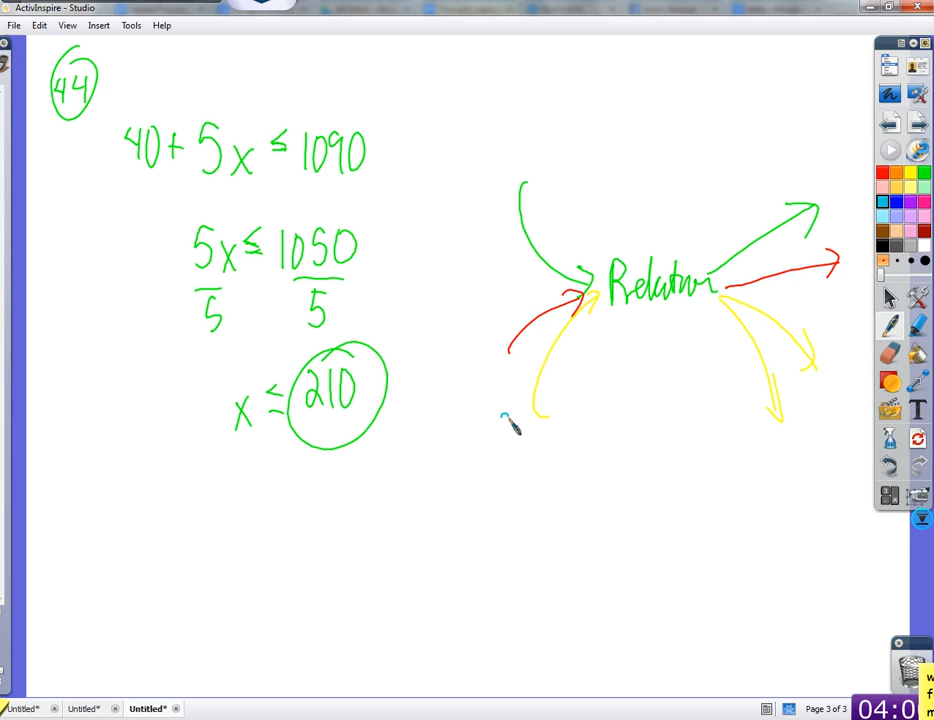 ActivInspire - Studio
File Edit View Insert Tools Help
44
40 + 5x ≤ 1090
5x ≤ 1050
5 5
x ≤ 210
Relation
T
Untitled* Untitled* Untitled*
Page 3 of 3
04:0
w
f
m